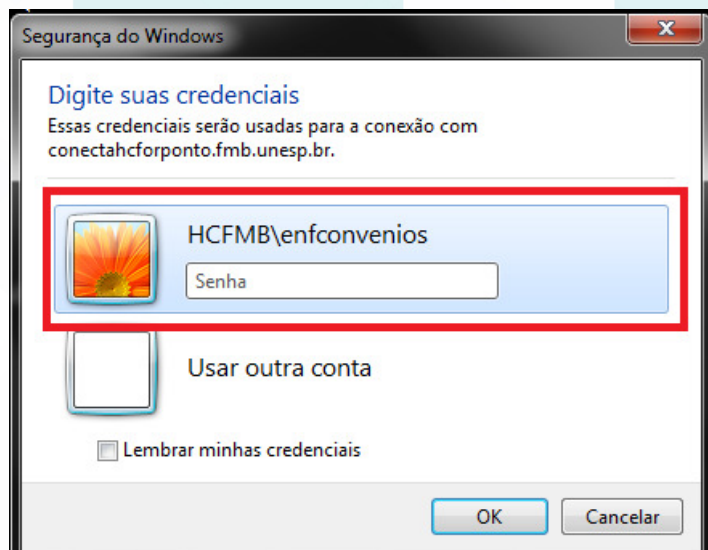 Segurança do Windows
Digite suas credenciais
Essas credenciais serão usadas para a conexão com
conectahcforponto.fmb.unesp.br.
HCFMB\enfconvenios
Senha
Usar outra conta
Lembrar minhas credenciais
OK
Cancelar